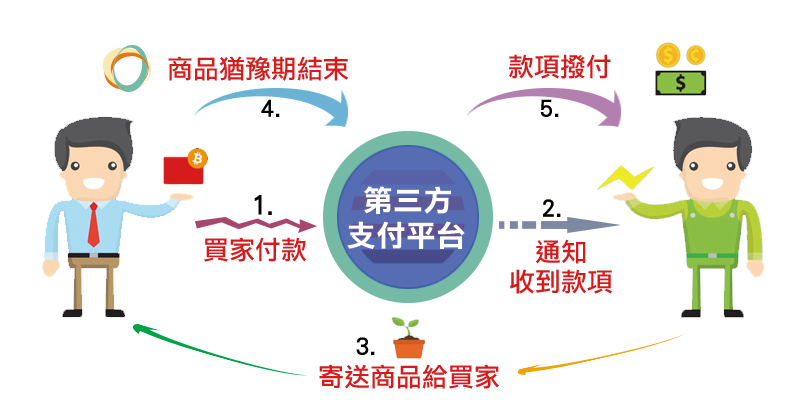 商品猶豫期結束
4.
款項撥付
5.
$
C
$
B
1.
買家付款
第三方
支付平台
2.
通知
收到款項
3.
寄送商品給買家